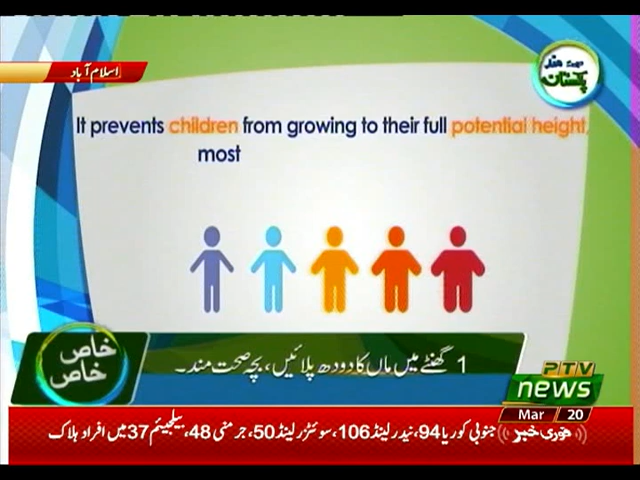 اسلام آباد
صحت مند
پاکستان
It prevents children from growing to their full potential height,
most
خاص
خاص
1 گھنٹے میں ماں کا دودھ پلائیں، بچہ صحت مند۔
PTV
news
Mar 20
فوری خبر
جنوبی کوریا 94، نیدرلینڈ 106، سوئٹزرلینڈ 50، جرمنی 48، بیلجیئم 37 میں افراد ہلاک